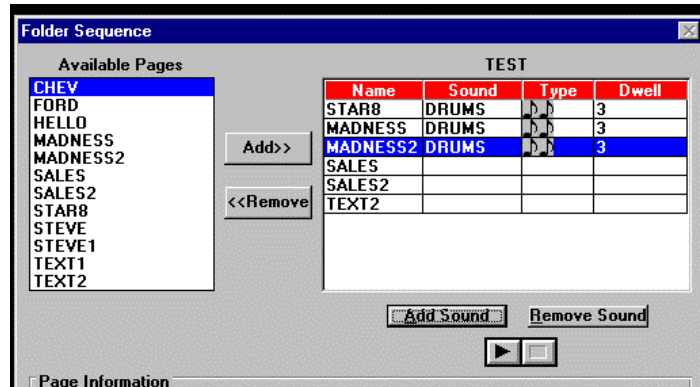 Folder Sequence
Available Pages
CHEV
FORD
HELLO
MADNESS
MADNESS2
SALES
SALES2
STAR8
STEVE
STEVE1
TEXT1
TEXT2
Add>>
<<Remove
TEST
Name Sound Type Dwell
STAR8 DRUMS 3
MADNESS DRUMS 3
MADNESS2 DRUMS 3
SALES
SALES2
TEXT2
Add Sound Remove Sound
Page Information